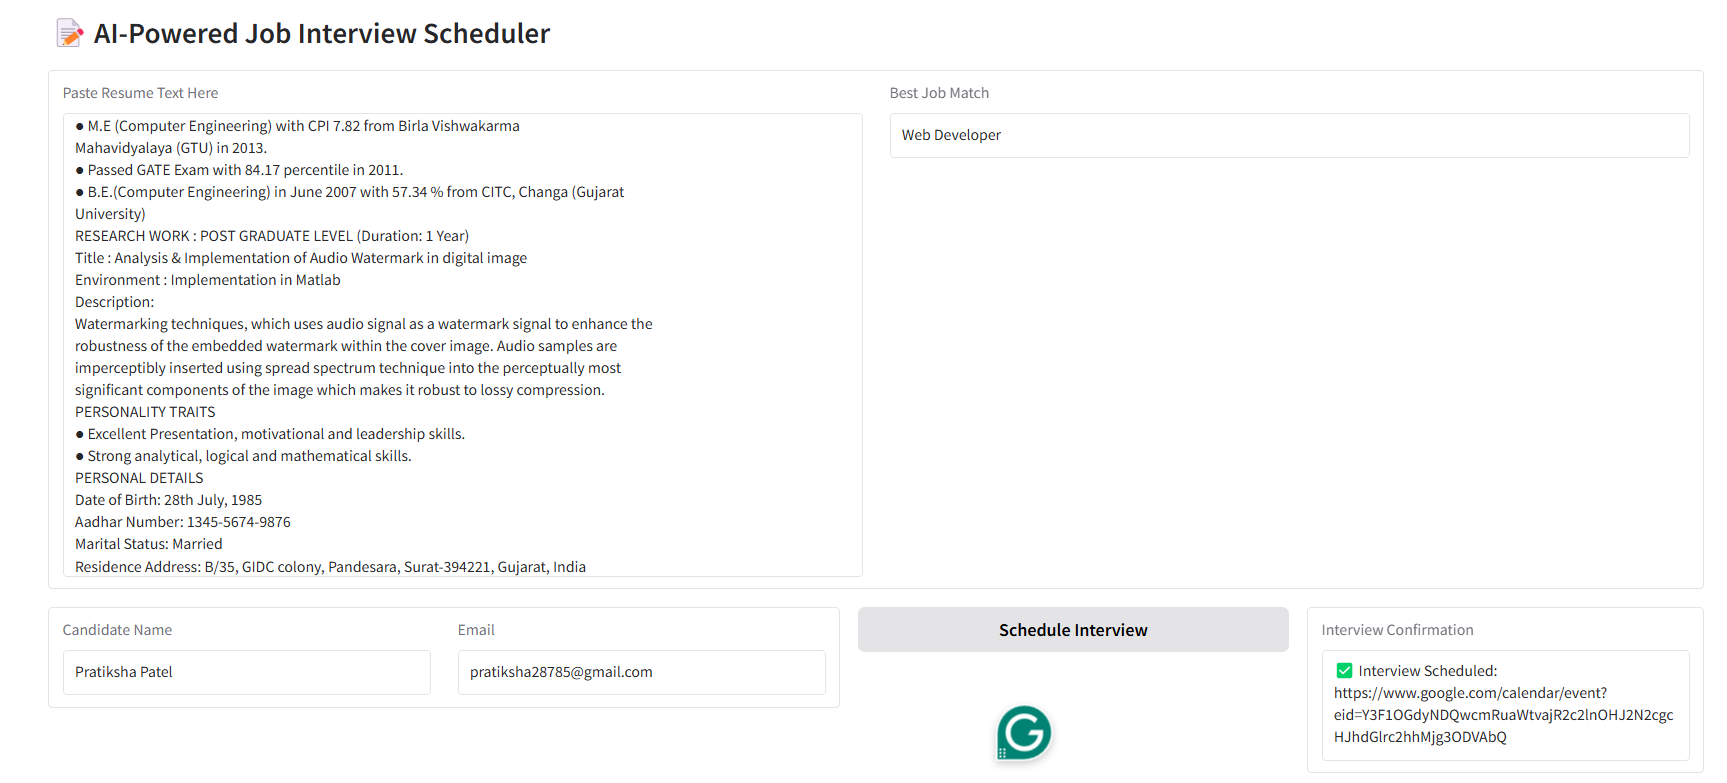 📝 AI-Powered Job Interview Scheduler
Paste Resume Text Here
● M.E (Computer Engineering) with CPI 7.82 from Birla Vishwakarma
Mahavidyalaya (GTU) in 2013.
● Passed GATE Exam with 84.17 percentile in 2011.
● B.E.(Computer Engineering) in June 2007 with 57.34 % from CITC, Changa (Gujarat
University)
RESEARCH WORK : POST GRADUATE LEVEL (Duration: 1 Year)
Title : Analysis & Implementation of Audio Watermark in digital image
Environment : Implementation in Matlab
Description:
Watermarking techniques, which uses audio signal as a watermark signal to enhance the
robustness of the embedded watermark within the cover image. Audio samples are
imperceptibly inserted using spread spectrum technique into the perceptually most
significant components of the image which makes it robust to lossy compression.
PERSONALITY TRAITS
● Excellent Presentation, motivational and leadership skills.
● Strong analytical, logical and mathematical skills.
PERSONAL DETAILS
Date of Birth: 28th July, 1985
Aadhar Number: 1345-5674-9876
Marital Status: Married
Residence Address: B/35, GIDC colony, Pandesara, Surat-394221, Gujarat, India
Best Job Match
Web Developer
Candidate Name
Pratiksha Patel
Email
pratiksha28785@gmail.com
Schedule Interview
G
Interview Confirmation
✅ Interview Scheduled:
https://www.google.com/calendar/event?
eid=Y3F1OGdyNDQwcmRuaWtvajR2c2lnOHJ2N2cgc
HJhdGlrc2hhMjg3ODVAbQ